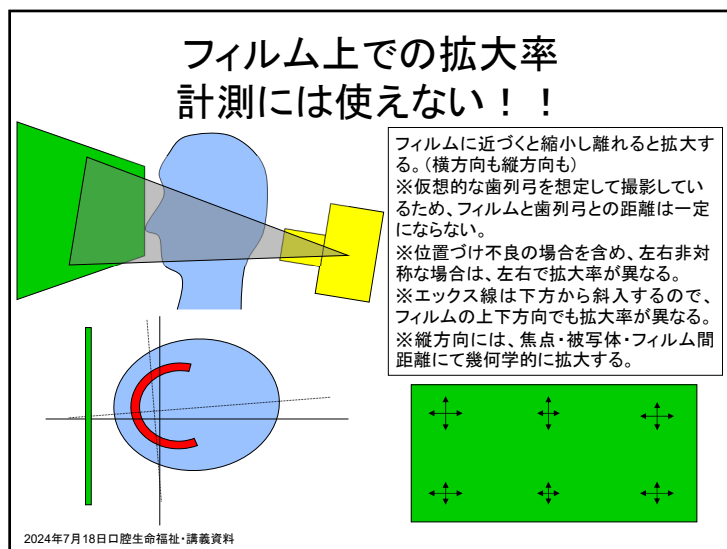 フィルム上での拡大率
計測には使えない！！
フィルムに近づくと縮小し離れると拡大す
る。（横方向も縦方向も）
※仮想的な歯列弓を想定して撮影してい
るため、フィルムと歯列弓との距離は一定
にならない。
※位置づけ不良の場合を含め、左右非対
称な場合は、左右で拡大率が異なる。
※エックス線は下方から斜入するので、
フィルムの上下方向でも拡大率が異なる。
※縦方向には、焦点・被写体・フィルム間
距離にて幾何学的に拡大する。
2024年7月18日口腔生命福祉・講義資料